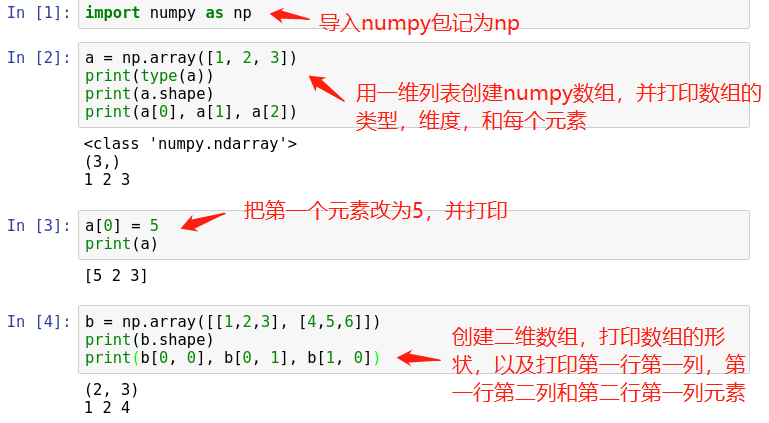 In [1]: import numpy as np
导入numpy包记为np
In [2]: a = np.array([1, 2, 3])
print(type(a))
print(a.shape)
print(a[0], a[1], a[2])
用一维列表创建numpy数组，并打印数组的
类型，维度，和每个元素
<class 'numpy.ndarray'>
(3,)
1 2 3
把第一个元素改为5，并打印
In [3]: a[0] = 5
print(a)
[5 2 3]
In [4]: b = np.array([[1,2,3], [4,5,6]])
print(b.shape)
print(b[0, 0], b[0, 1], b[1, 0])
创建二维数组，打印数组的形
状，以及打印第一行第一列，第
一行第二列和第二行第一列元素
(2, 3)
1 2 4